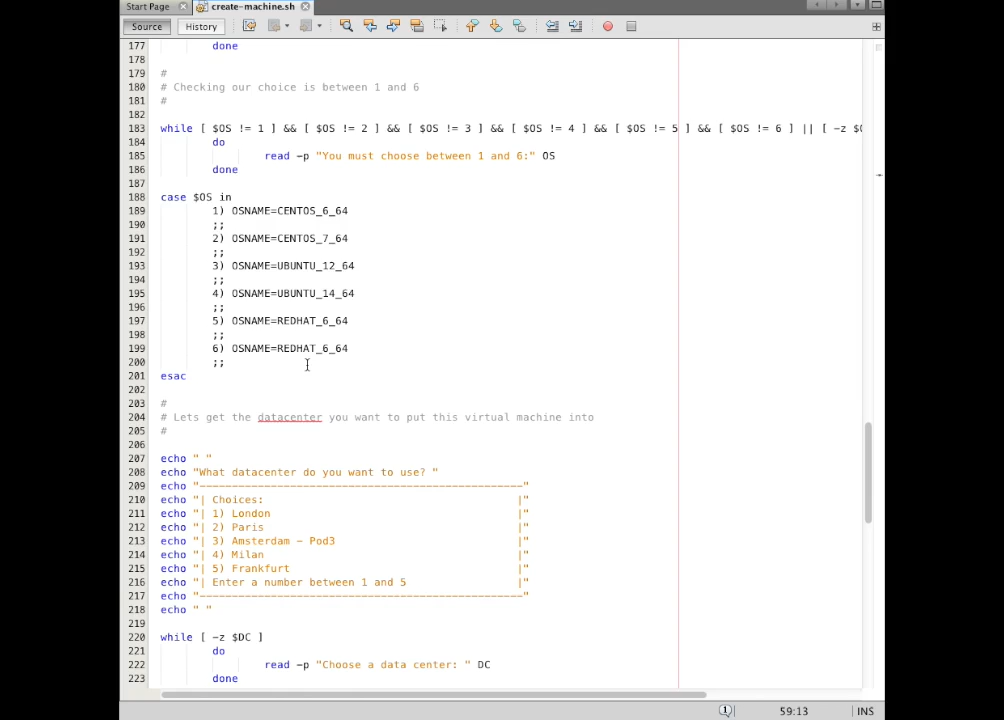 Start Page
create-machine.sh
Source History
177 done
178
179 #
180 # Checking our choice is between 1 and 6
181 #
182
183 while [ $OS != 1 ] && [ $OS != 2 ] && [ $OS != 3 ] && [ $OS != 4 ] && [ $OS != 5 ] && [ $OS != 6 ] || [ -z $
184 do
185 read -p "You must choose between 1 and 6:" OS
186 done
187
188 case $OS in
189 1) OSNAME=CENTOS_6_64
190 ;;
191 2) OSNAME=CENTOS_7_64
192 ;;
193 3) OSNAME=UBUNTU_12_64
194 ;;
195 4) OSNAME=UBUNTU_14_64
196 ;;
197 5) OSNAME=REDHAT_6_64
198 ;;
199 6) OSNAME=REDHAT_6_64
200 ;;
201 esac
202
203 #
204 # Lets get the datacenter you want to put this virtual machine into
205 #
206
207 echo " "
208 echo "What datacenter do you want to use? "
209 echo "--------------------------------------------------"
210 echo "| Choices: |"
211 echo "| 1) London |"
212 echo "| 2) Paris |"
213 echo "| 3) Amsterdam - Pod3 |"
214 echo "| 4) Milan |"
215 echo "| 5) Frankfurt |"
216 echo "| Enter a number between 1 and 5 |"
217 echo "--------------------------------------------------"
218 echo " "
219
220 while [ -z $DC ]
221 do
222 read -p "Choose a data center: " DC
223 done
1 59:13 INS